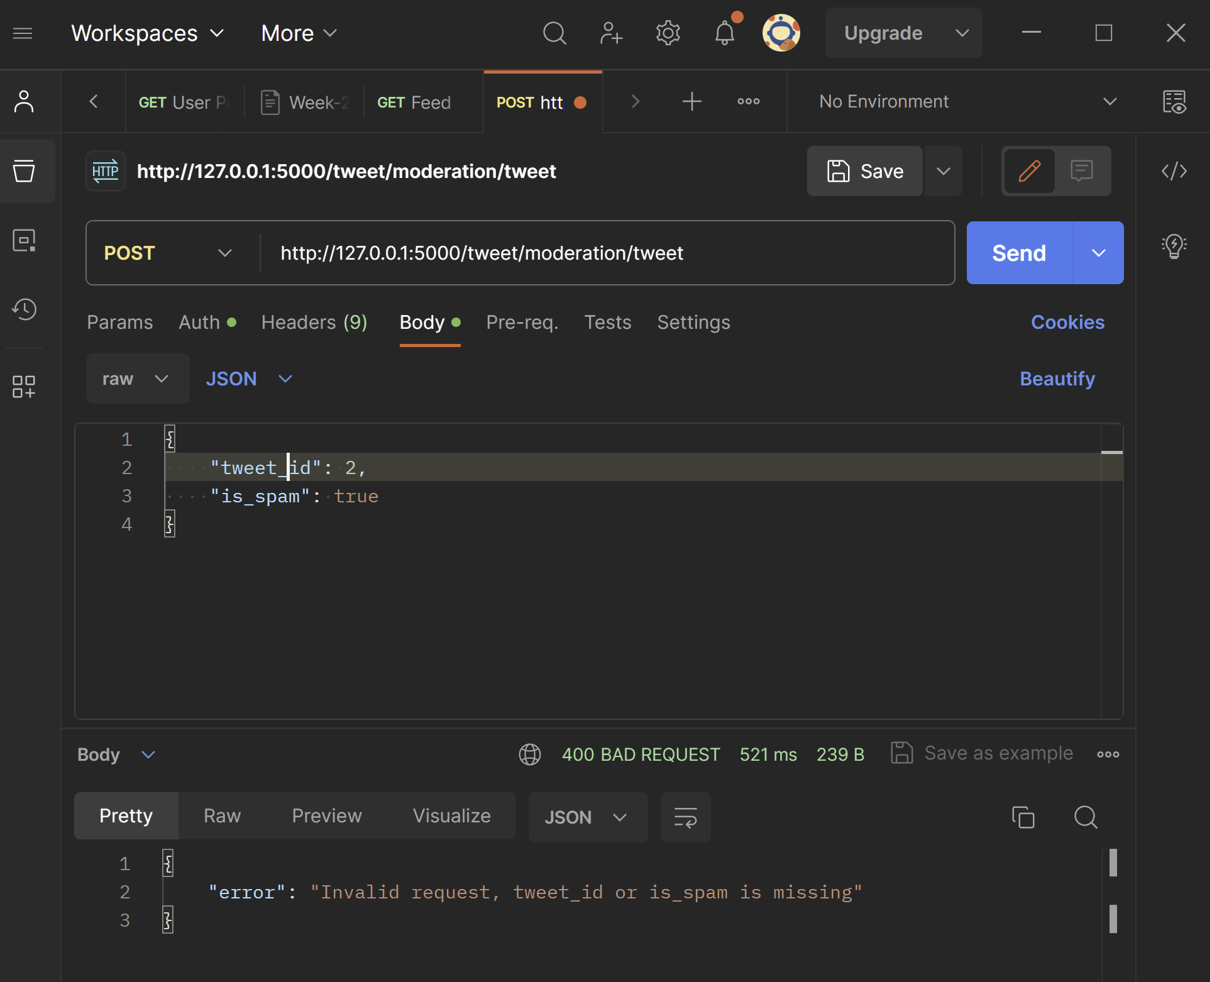 Workspaces More Upgrade
GET User P Week-2 GET Feed POST htt No Environment
HTTP http://127.0.0.1:5000/tweet/moderation/tweet Save
POST http://127.0.0.1:5000/tweet/moderation/tweet Send
Params Auth Headers (9) Body Pre-req. Tests Settings Cookies
raw JSON Beautify
1 {
2 "tweet_id": 2,
3 "is_spam": true
4 }
Body 400 BAD REQUEST 521 ms 239 B Save as example
Pretty Raw Preview Visualize JSON
1 {
2 "error": "Invalid request, tweet_id or is_spam is missing"
3 }